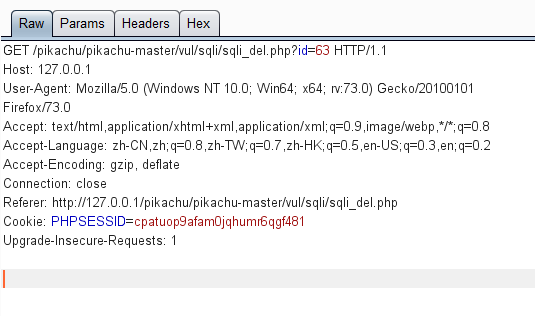 Raw Params Headers Hex
GET /pikachu/pikachu-master/vul/sqli/sqli_del.php?id=63 HTTP/1.1
Host: 127.0.0.1
User-Agent: Mozilla/5.0 (Windows NT 10.0; Win64; x64; rv:73.0) Gecko/20100101
Firefox/73.0
Accept: text/html,application/xhtml+xml,application/xml;q=0.9,image/webp,*/*;q=0.8
Accept-Language: zh-CN,zh;q=0.8,zh-TW;q=0.7,zh-HK;q=0.5,en-US;q=0.3,en;q=0.2
Accept-Encoding: gzip, deflate
Connection: close
Referer: http://127.0.0.1/pikachu/pikachu-master/vul/sqli/sqli_del.php
Cookie: PHPSESSID=cpatuop9afam0jqhumr6qgf481
Upgrade-Insecure-Requests: 1